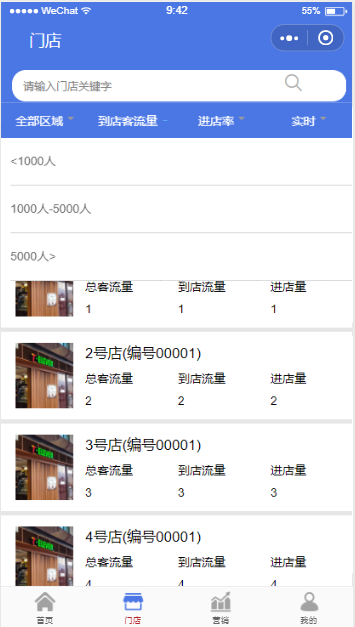 WeChat 9:42 55%
门店
请输入门店关键字
全部区域 到店客流量 进店率 实时
<1000人
1000人-5000人
5000人>
总客流量 到店流量 进店量
1 1 1
2号店(编号00001)
总客流量 到店流量 进店量
2 2 2
3号店(编号00001)
总客流量 到店流量 进店量
3 3 3
4号店(编号00001)
总客流量 到店流量 进店量
4 4 4
首页 门店 营销 我的